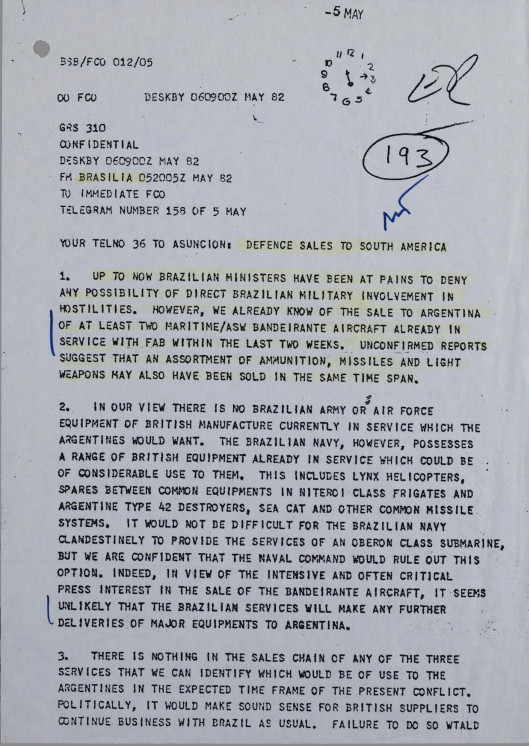 -5 MAY
BSB/FCO 012/05
11 12 1
10 2
9 3
8 4
7 6 5
OO FCO DESKBY 060900Z MAY 82
GRS 310
193
CONFIDENTIAL
DESKBY 060900Z MAY 82
FM BRASILIA 052005Z MAY 82
TO IMMEDIATE FCO
TELEGRAM NUMBER 158 OF 5 MAY
YOUR TELNO 36 TO ASUNCION: DEFENCE SALES TO SOUTH AMERICA
1. UP TO NOW BRAZILIAN MINISTERS HAVE BEEN AT PAINS TO DENY
ANY POSSIBILITY OF DIRECT BRAZILIAN MILITARY INVOLVEMENT IN
HOSTILITIES. HOWEVER, WE ALREADY KNOW OF THE SALE TO ARGENTINA
OF AT LEAST TWO MARITIME/ASW BANDEIRANTE AIRCRAFT ALREADY IN
SERVICE WITH FAB WITHIN THE LAST TWO WEEKS. UNCONFIRMED REPORTS
SUGGEST THAT AN ASSORTMENT OF AMMUNITION, MISSILES AND LIGHT
WEAPONS MAY ALSO HAVE BEEN SOLD IN THE SAME TIME SPAN.
2. IN OUR VIEW THERE IS NO BRAZILIAN ARMY OR AIR FORCE
EQUIPMENT OF BRITISH MANUFACTURE CURRENTLY IN SERVICE WHICH THE
ARGENTINES WOULD WANT. THE BRAZILIAN NAVY, HOWEVER, POSSESSES
A RANGE OF BRITISH EQUIPMENT ALREADY IN SERVICE WHICH COULD BE
OF CONSIDERABLE USE TO THEM. THIS INCLUDES LYNX HELICOPTERS,
SPARES BETWEEN COMMON EQUIPMENTS IN NITEROI CLASS FRIGATES AND
ARGENTINE TYPE 42 DESTROYERS, SEA CAT AND OTHER COMMON MISSILE
SYSTEMS. IT WOULD NOT BE DIFFICULT FOR THE BRAZILIAN NAVY
CLANDESTINELY TO PROVIDE THE SERVICES OF AN OBERON CLASS SUBMARINE,
BUT WE ARE CONFIDENT THAT THE NAVAL COMMAND WOULD RULE OUT THIS
OPTION. INDEED, IN VIEW OF THE INTENSIVE AND OFTEN CRITICAL
PRESS INTEREST IN THE SALE OF THE BANDEIRANTE AIRCRAFT, IT SEEMS
UNLIKELY THAT THE BRAZILIAN SERVICES WILL MAKE ANY FURTHER
DELIVERIES OF MAJOR EQUIPMENTS TO ARGENTINA.
3. THERE IS NOTHING IN THE SALES CHAIN OF ANY OF THE THREE
SERVICES THAT WE CAN IDENTIFY WHICH WOULD BE OF USE TO THE
ARGENTINES IN THE EXPECTED TIME FRAME OF THE PRESENT CONFLICT.
POLITICALLY, IT WOULD MAKE SOUND SENSE FOR BRITISH SUPPLIERS TO
CONTINUE BUSINESS WITH BRAZIL AS USUAL. FAILURE TO DO SO WTALD